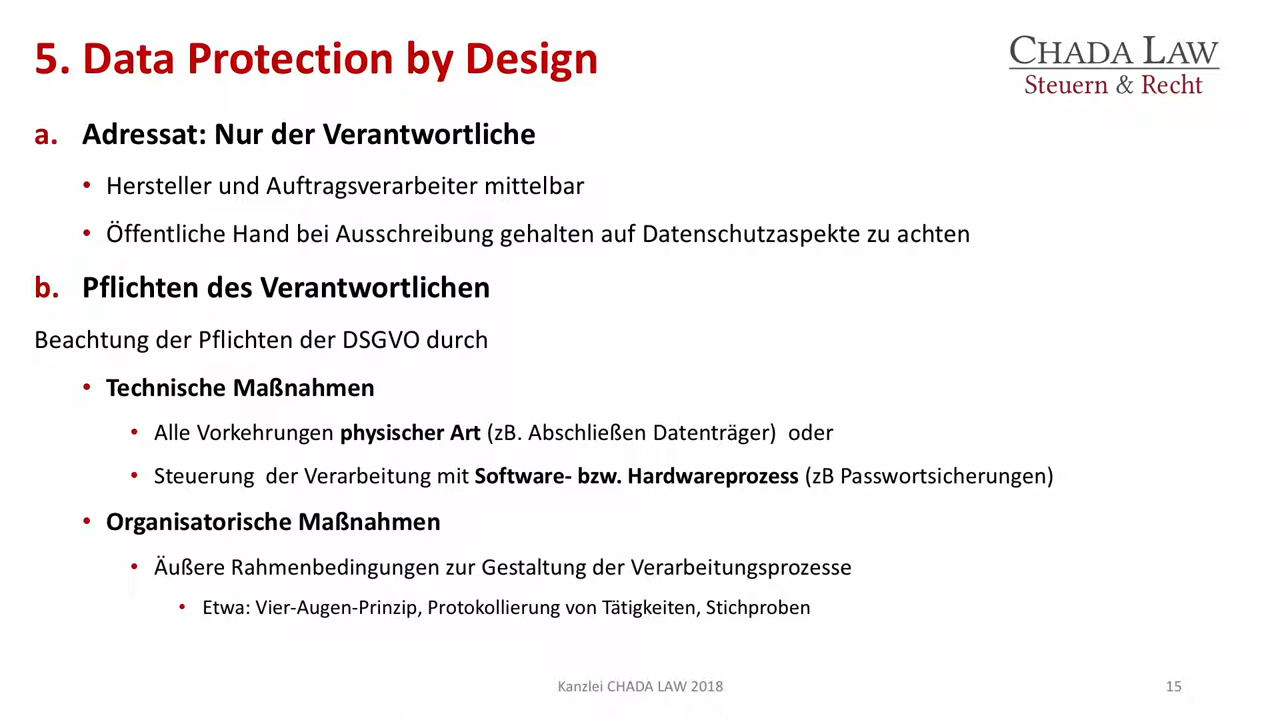 5. Data Protection by Design
CHADA LAW
Steuern & Recht
a. Adressat: Nur der Verantwortliche
• Hersteller und Auftragsverarbeiter mittelbar
• Öffentliche Hand bei Ausschreibung gehalten auf Datenschutzaspekte zu achten
b. Pflichten des Verantwortlichen
Beachtung der Pflichten der DSGVO durch
• Technische Maßnahmen
• Alle Vorkehrungen physischer Art (zB. Abschließen Datenträger) oder
• Steuerung der Verarbeitung mit Software- bzw. Hardwareprozess (zB Passwortsicherungen)
• Organisatorische Maßnahmen
• Äußere Rahmenbedingungen zur Gestaltung der Verarbeitungsprozesse
• Etwa: Vier-Augen-Prinzip, Protokollierung von Tätigkeiten, Stichproben
Kanzlei CHADA LAW 2018
15